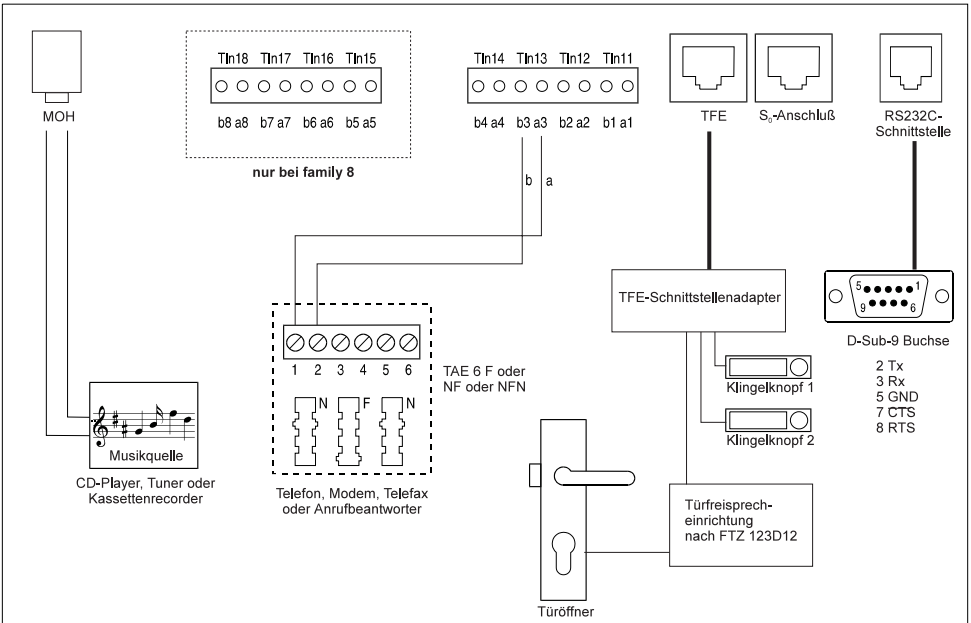 MOH
Tln18 Tln17 Tln16 Tln15
b8 a8 b7 a7 b6 a6 b5 a5
nur bei family 8
Tln14 Tln13 Tln12 Tln11
b4 a4 b3 a3 b2 a2 b1 a1
b a
TFE
S₀-Anschluß
RS232C-
Schnittstelle
TFE-Schnittstellenadapter
5 1
9 6
D-Sub-9 Buchse
2 Tx
3 Rx
5 GND
7 CTS
8 RTS
Klingelknopf 1
Klingelknopf 2
1 2 3 4 5 6
N F N
TAE 6 F oder
NF oder NFN
Telefon, Modem, Telefax
oder Anrufbeantworter
Musikquelle
CD-Player, Tuner oder
Kassettenrecorder
Türfreisprech-
einrichtung
nach FTZ 123D12
Türöffner